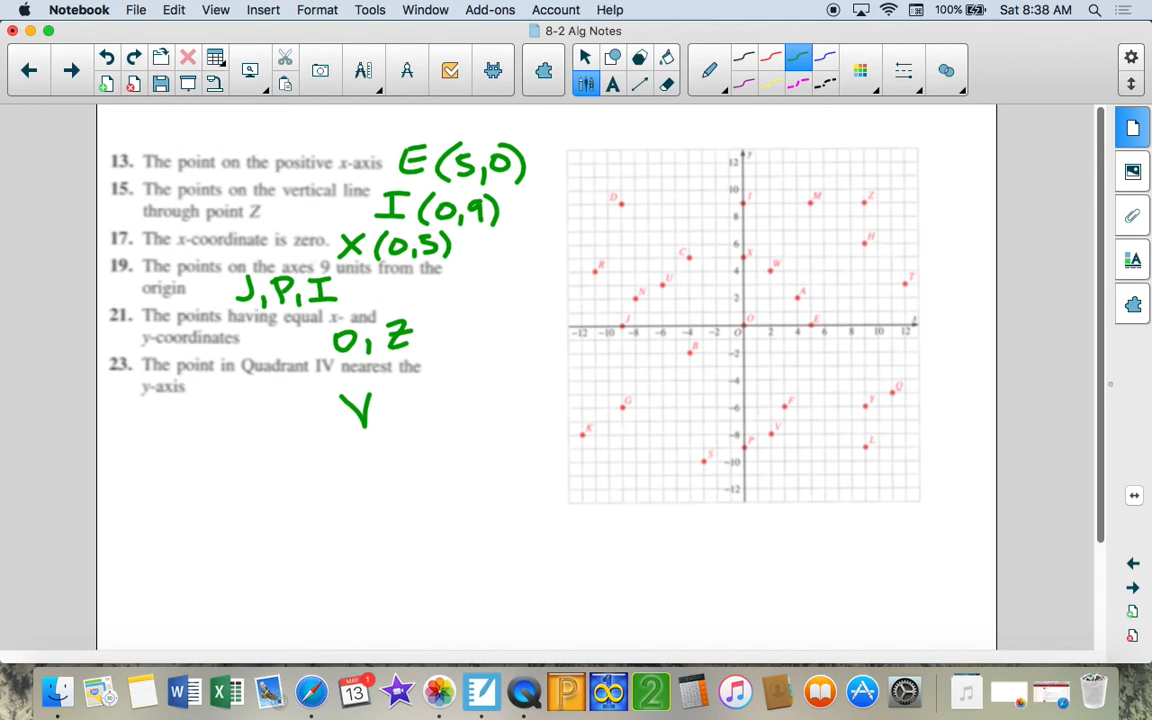 Notebook File Edit View Insert Format Tools Window Add-ons Account Help 100% Sat 8:38 AM
8-2 Alg Notes
13. The point on the positive x-axis E (5,0)
15. The points on the vertical line
through point Z I (0,9)
17. The x-coordinate is zero. X (0,5)
19. The points on the axes 9 units from the
origin J, P, I
21. The points having equal x- and
y-coordinates O, Z
23. The point in Quadrant IV nearest the
y-axis
V
y
12
10
D I M Z
8
H
6
C X
R 4 W
U T
N 2 A
J O E x
-12 -10 -8 -6 -4 -2 O 2 4 6 8 10 12
B -2
-4
Q
G -6 F Y
K -8 V
P L
S -10
-12
W X MAY 13 P 2
1